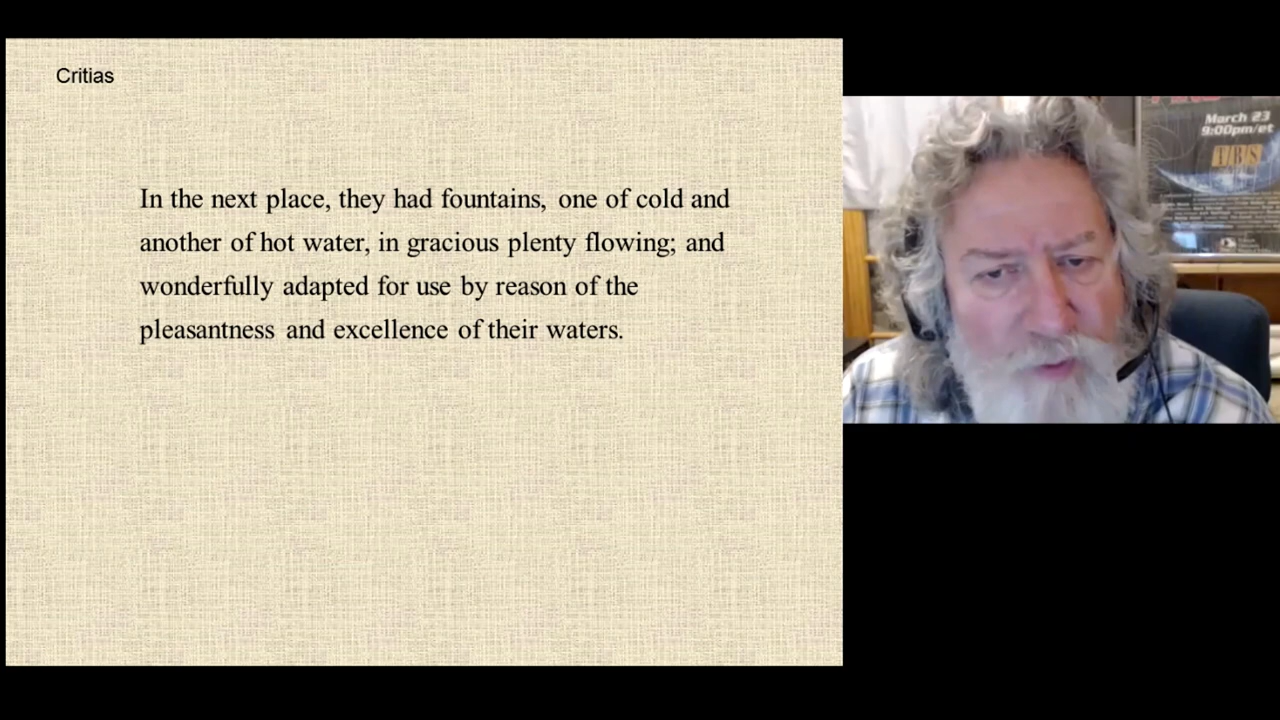 Critias
In the next place, they had fountains, one of cold and
another of hot water, in gracious plenty flowing; and
wonderfully adapted for use by reason of the
pleasantness and excellence of their waters.
March 23
9:00pm/et
TBS